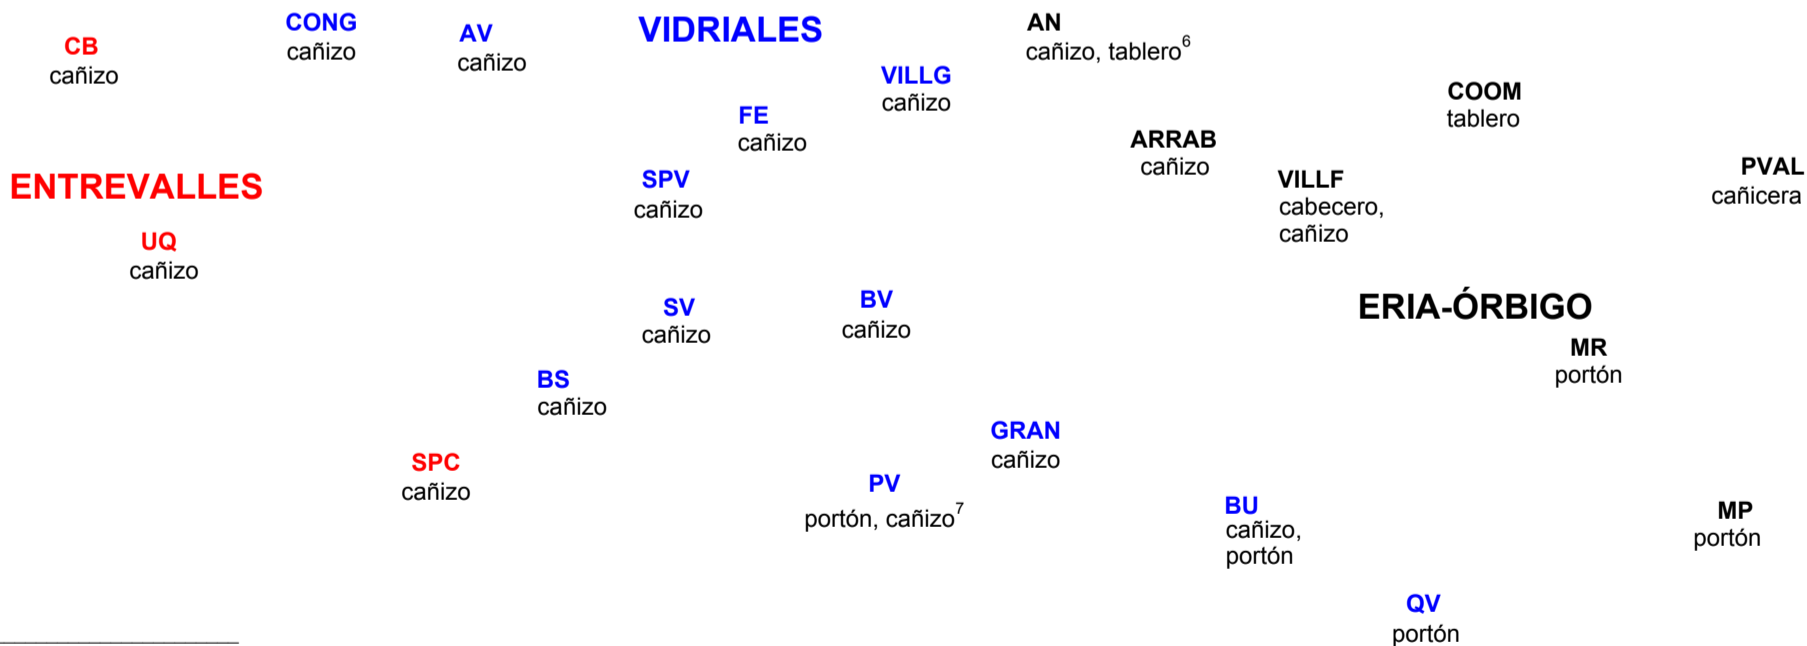 CB
cañizo
CONG
cañizo
AV
cañizo
VIDRIALES
AN
cañizo, tablero6
VILLG
cañizo
COOM
tablero
FE
cañizo
ARRAB
cañizo
PVAL
cañicera
ENTREVALLES
SPV
cañizo
VILLF
cabecero,
cañizo
UQ
cañizo
SV
cañizo
BV
cañizo
ERIA-ÓRBIGO
MR
portón
BS
cañizo
GRAN
cañizo
SPC
cañizo
PV
portón, cañizo7
BU
cañizo,
portón
MP
portón
QV
portón